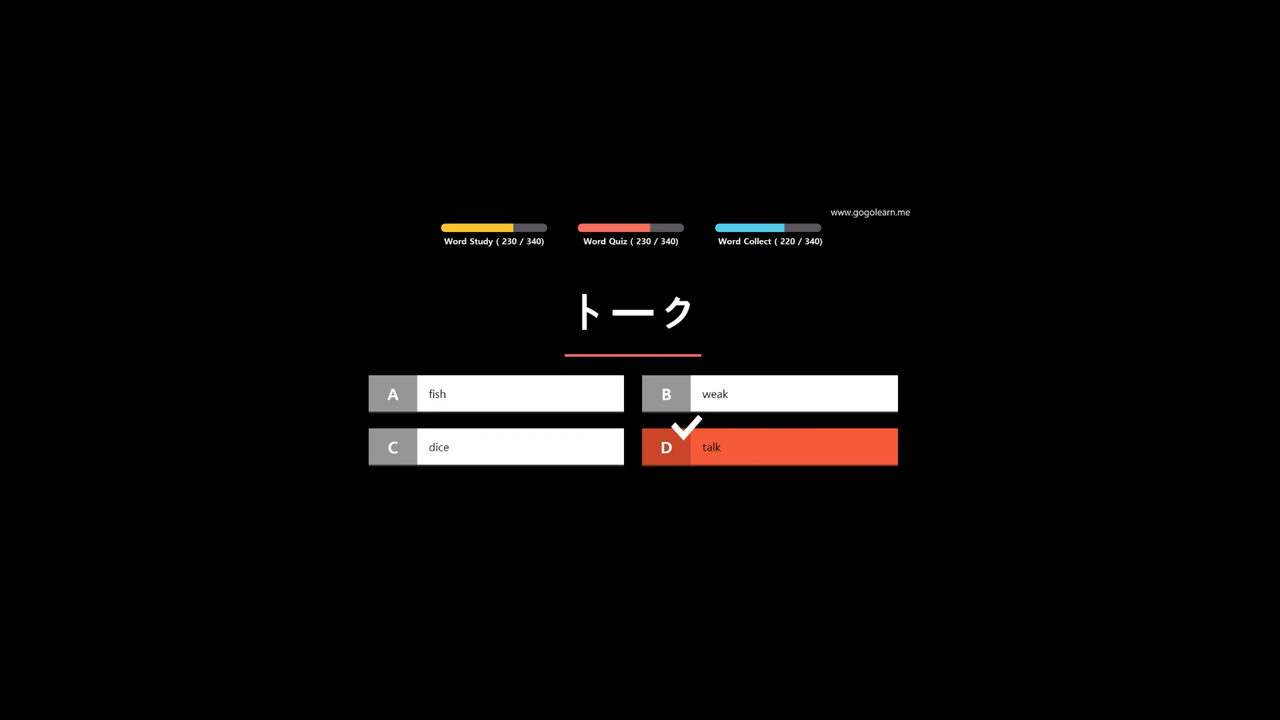 www.gogolearn.me
Word Study ( 230 / 340)
Word Quiz ( 230 / 340)
Word Collect ( 220 / 340)
トーク
A fish
B weak
C dice
D talk